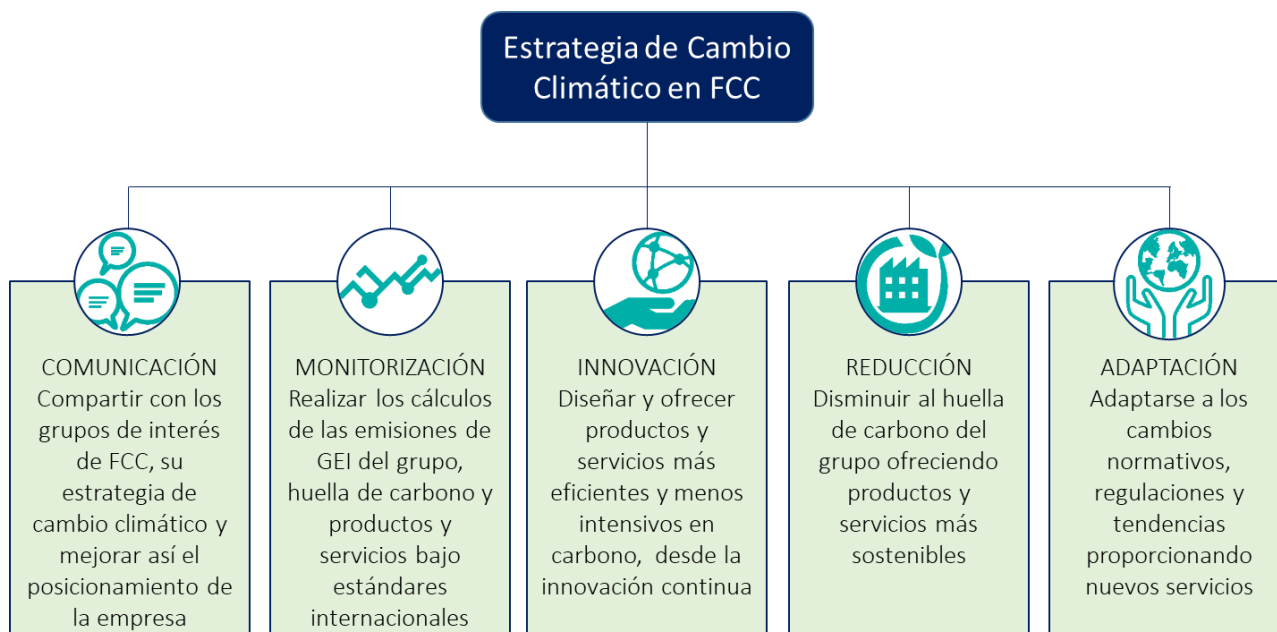 Estrategia de Cambio
Climático en FCC
COMUNICACIÓN
Compartir con los
grupos de interés
de FCC, su
estrategia de
cambio climático y
mejorar así el
posicionamiento de
la empresa
MONITORIZACIÓN
Realizar los cálculos
de las emisiones de
GEI del grupo,
huella de carbono y
productos y
servicios bajo
estándares
internacionales
INNOVACIÓN
Diseñar y ofrecer
productos y
servicios más
eficientes y menos
intensivos en
carbono, desde la
innovación continua
REDUCCIÓN
Disminuir al huella
de carbono del
grupo ofreciendo
productos y
servicios más
sostenibles
ADAPTACIÓN
Adaptarse a los
cambios
normativos,
regulaciones y
tendencias
proporcionando
nuevos servicios